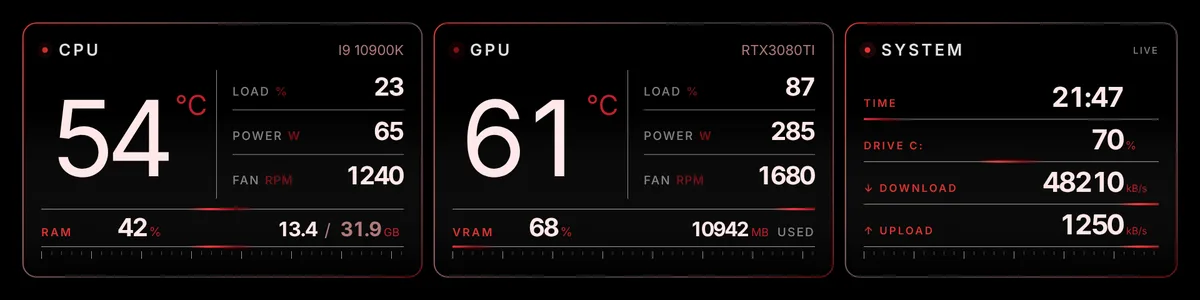 CPU I9 10900K
54 °C
LOAD % 23
POWER W 65
FAN RPM 1240
RAM 42 % 13.4 / 31.9 GB
GPU RTX3080TI
61 °C
LOAD % 87
POWER W 285
FAN RPM 1680
VRAM 68 % 10942 MB USED
SYSTEM LIVE
TIME 21:47
DRIVE C: 70 %
↓ DOWNLOAD 48210 kB/s
↑ UPLOAD 1250 kB/s